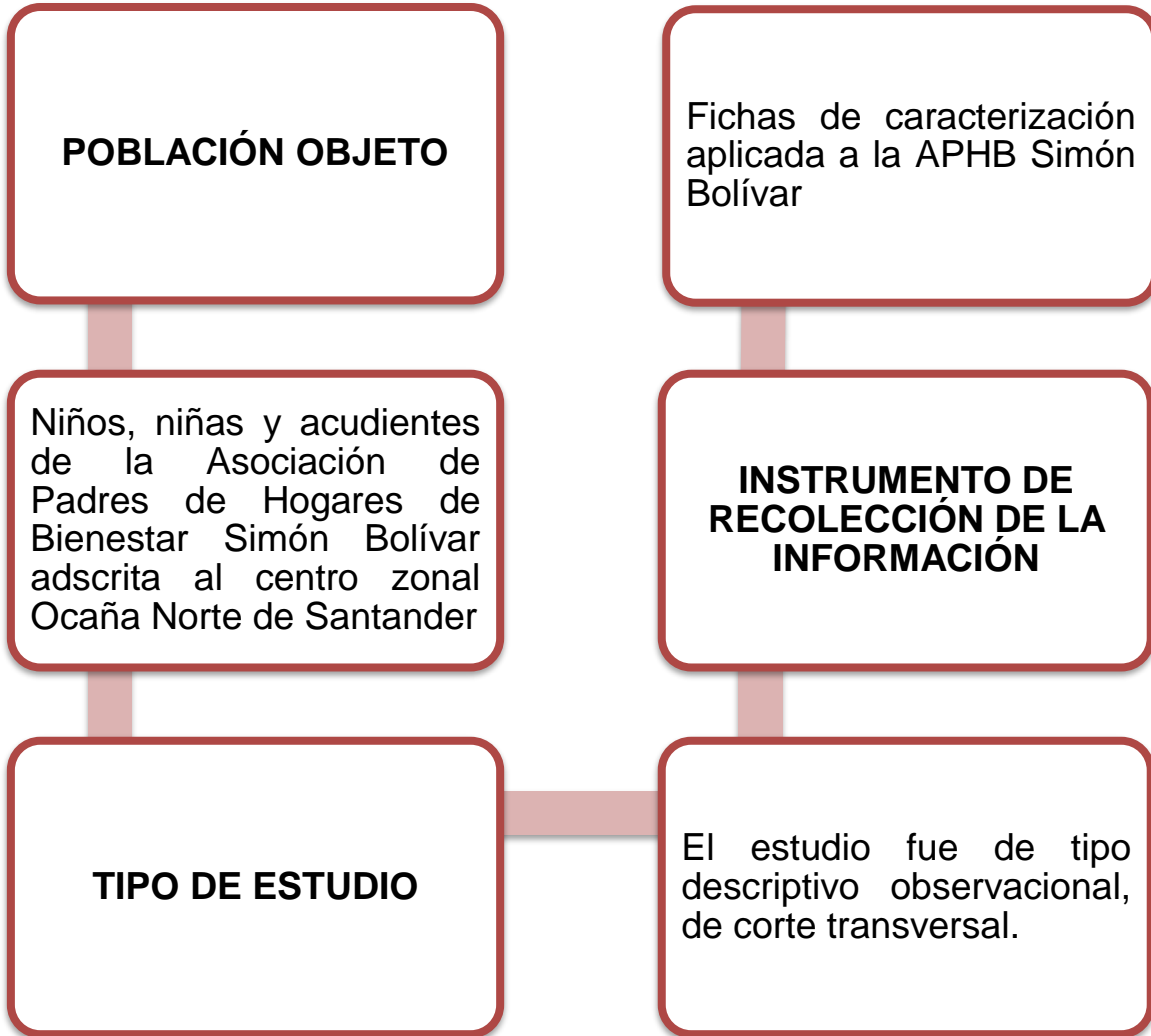 POBLACIÓN OBJETO
Niños, niñas y acudientes
de la Asociación de
Padres de Hogares de
Bienestar Simón Bolívar
adscrita al centro zonal
Ocaña Norte de Santander
TIPO DE ESTUDIO
El estudio fue de tipo
descriptivo observacional,
de corte transversal.
INSTRUMENTO DE
RECOLECCIÓN DE LA
INFORMACIÓN
Fichas de caracterización
aplicada a la APHB Simón
Bolívar